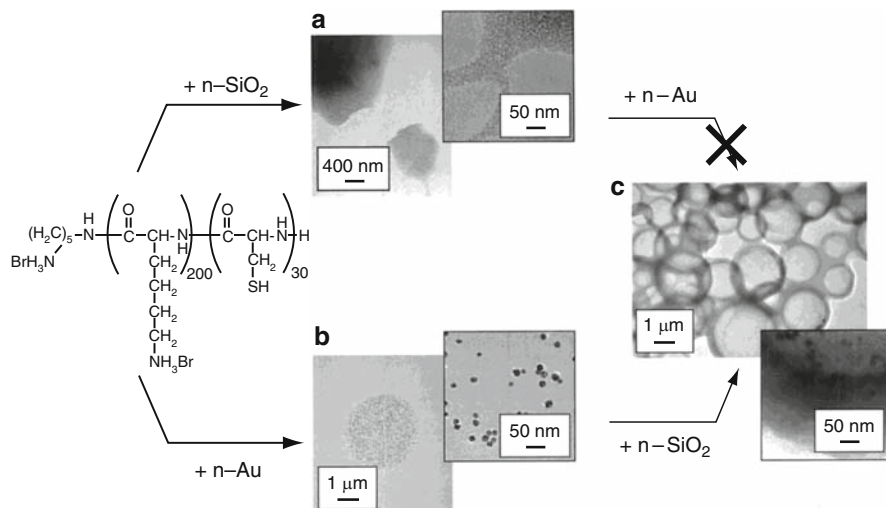 a
+ n–SiO2
50 nm
400 nm
+ n–Au
c
1 μm
50 nm
(H2C)5
N
H
N
BrH3N
O
C
CH
N
H
200
CH2
CH2
CH2
CH2
NH3Br
O
C
CH
CH2
SH
H
N
H
30
b
+ n–Au
1 μm
50 nm
+ n–SiO2